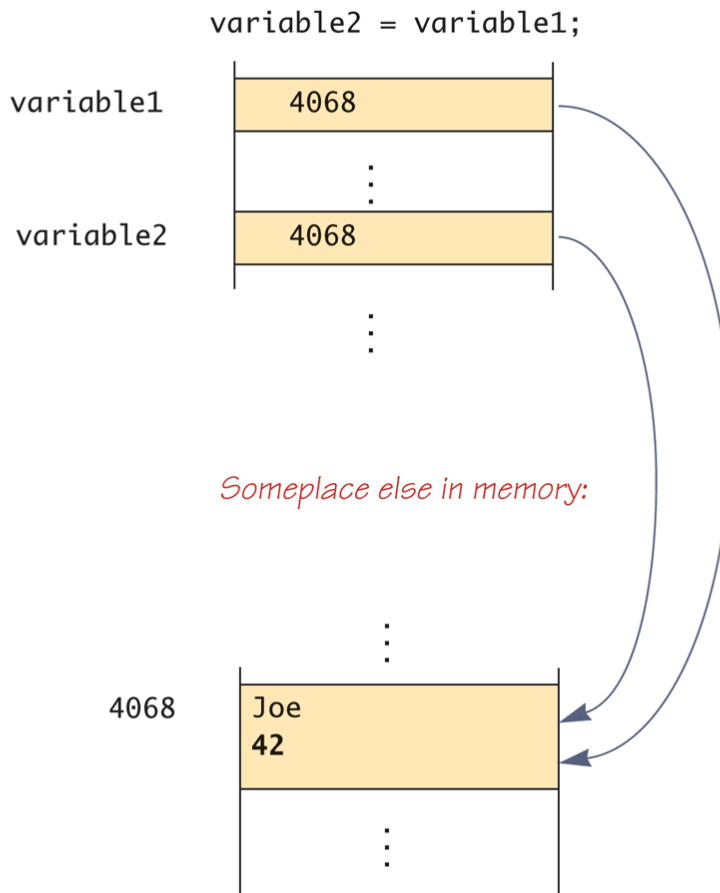 variable2 = variable1;
variable1 4068
variable2 4068
Someplace else in memory:
4068 Joe
42